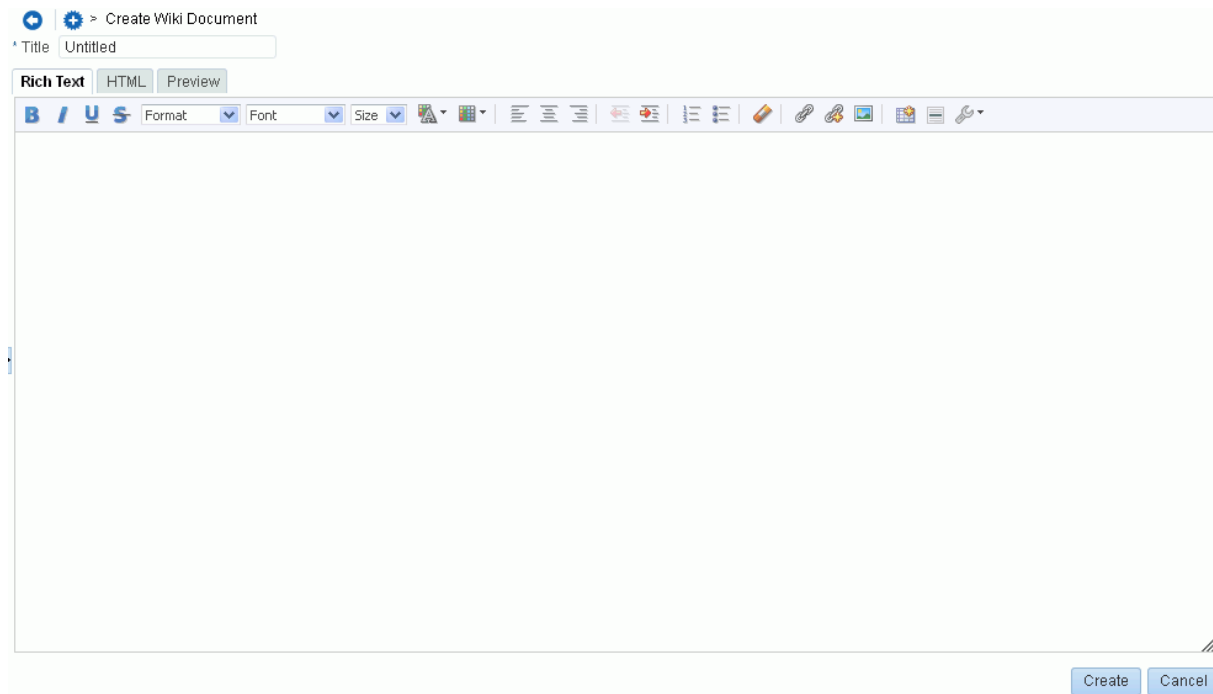 > Create Wiki Document
* Title Untitled
Rich Text HTML Preview
B I U S Format Font Size
Create Cancel